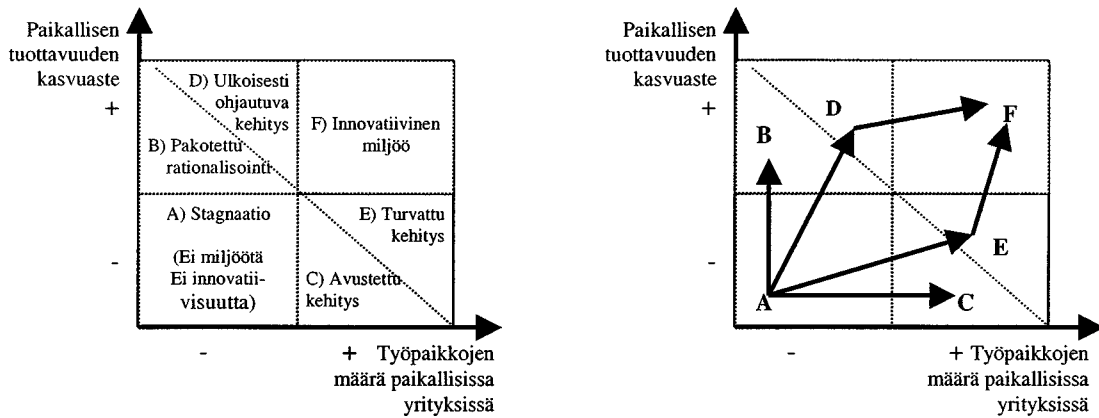 Paikallisen
tuottavuuden
kasvuaste
+
-
D) Ulkoisesti
ohjautuva
kehitys
B) Pakotettu
rationalisointi
F) Innovatiivinen
miljöö
A) Stagnaatio
(Ei miljöötä
Ei innovatii-
visuutta)
E) Turvattu
kehitys
C) Avustettu
kehitys
- + Työpaikkojen
määrä paikallisissa
yrityksissä
Paikallisen
tuottavuuden
kasvuaste
+
-
D
F
B
E
A
C
- + Työpaikkojen
määrä paikallisissa
yrityksissä